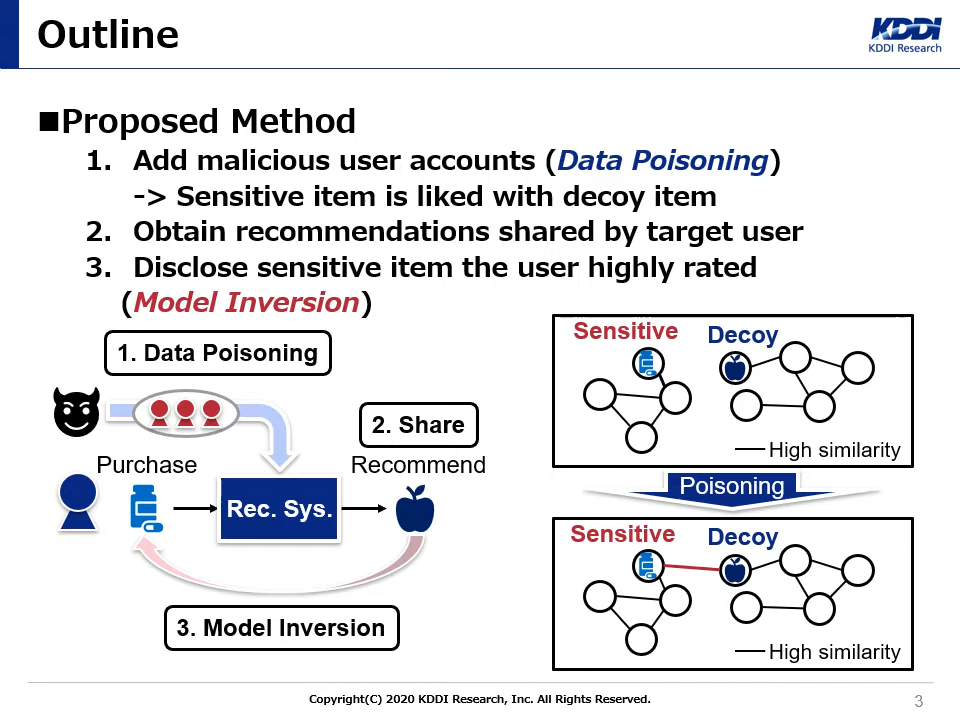 Outline
KDDI
KDDI Research
■Proposed Method
1. Add malicious user accounts (Data Poisoning)
-> Sensitive item is liked with decoy item
2. Obtain recommendations shared by target user
3. Disclose sensitive item the user highly rated
(Model Inversion)
1. Data Poisoning
2. Share
Purchase
Recommend
Rec. Sys.
3. Model Inversion
Sensitive
Decoy
High similarity
Poisoning
Sensitive
Decoy
High similarity
Copyright(C) 2020 KDDI Research, Inc. All Rights Reserved.
3